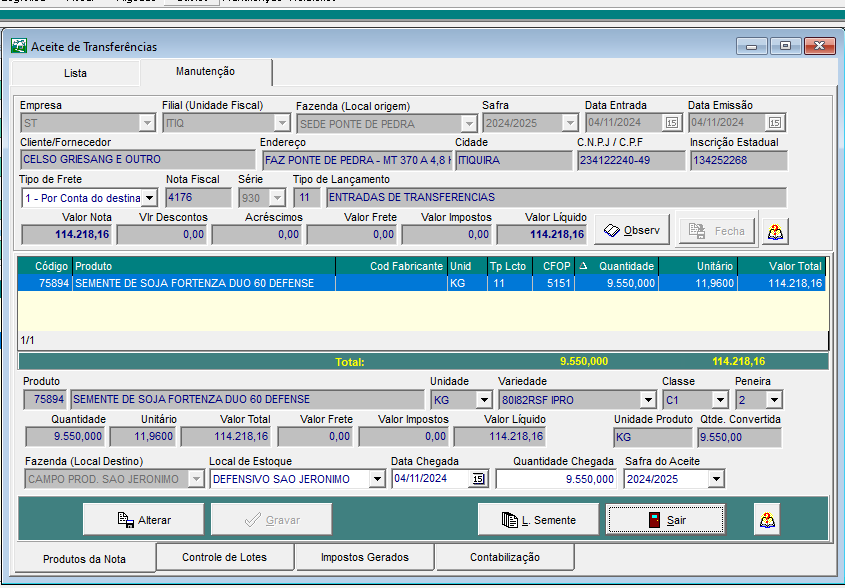 Aceite de Transferências
Lista
Manutenção
Empresa
Filial (Unidade Fiscal)
Fazenda (Local origem)
Safra
Data Entrada
Data Emissão
ST
ITIQ
SEDE PONTE DE PEDRA
2024/2025
04/11/2024
15
04/11/2024
15
Cliente/Fornecedor
Endereço
Cidade
C.N.P.J / C.P.F
Inscrição Estadual
CELSO GRIESANG E OUTRO
FAZ PONTE DE PEDRA - MT 370 A 4,8 K
ITIQUIRA
234122240-49
134252268
Tipo de Frete
Nota Fiscal
Série
Tipo de Lançamento
1 - Por Conta do destina
4176
930
11
ENTRADAS DE TRANSFERENCIAS
Valor Nota
Vlr Descontos
Acréscimos
Valor Frete
Valor Impostos
Valor Líquido
114.218,16
0,00
0,00
0,00
0,00
114.218,16
Observ
Fecha
Código
Produto
Cod Fabricante
Unid
Tp Lcto
CFOP
Δ
Quantidade
Unitário
Valor Total
75894
SEMENTE DE SOJA FORTENZA DUO 60 DEFENSE
KG
11
5151
9.550,000
11,9600
114.218,16
1/1
Total:
9.550,000
114.218,16
Produto
Unidade
Variedade
Classe
Peneira
75894
SEMENTE DE SOJA FORTENZA DUO 60 DEFENSE
KG
80I82RSF IPRO
C1
2
Quantidade
Unitário
Valor Total
Valor Frete
Valor Impostos
Valor Líquido
Unidade Produto
Qtde. Convertida
9.550,000
11,9600
114.218,16
0,00
0,00
114.218,16
KG
9.550,00
Fazenda (Local Destino)
Local de Estoque
Data Chegada
Quantidade Chegada
Safra do Aceite
CAMPO PROD. SAO JERONIMO
DEFENSIVO SAO JERONIMO
04/11/2024
15
9.550,000
2024/2025
Alterar
Gravar
L. Semente
Sair
Produtos da Nota
Controle de Lotes
Impostos Gerados
Contabilização